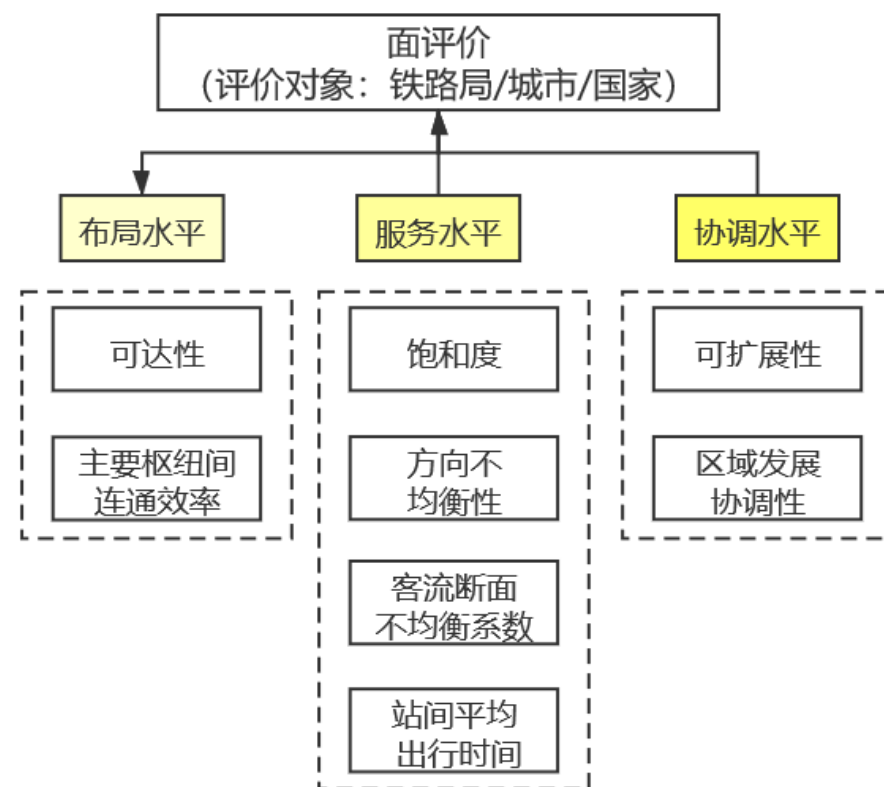 面评价
（评价对象：铁路局/城市/国家）
布局水平
服务水平
协调水平
可达性
饱和度
可扩展性
主要枢纽间
连通效率
方向不
均衡性
区域发展
协调性
客流断面
不均衡系数
站间平均
出行时间